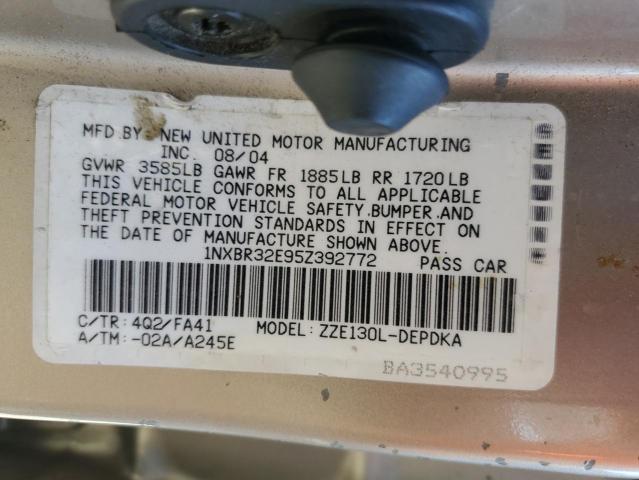 MFD BY: NEW UNITED MOTOR MANUFACTURING
INC. 08/04
GVWR 3585LB GAWR FR 1885LB RR 1720LB
THIS VEHICLE CONFORMS TO ALL APPLICABLE
FEDERAL MOTOR VEHICLE SAFETY,BUMPER,AND
THEFT PREVENTION STANDARDS IN EFFECT ON
THE DATE OF MANUFACTURE SHOWN ABOVE.
1NXBR32E95Z392772 PASS CAR
C/TR:4Q2/FA41 MODEL:ZZE130L-DEPDKA
A/TM:-02A/A245E
BA3540995